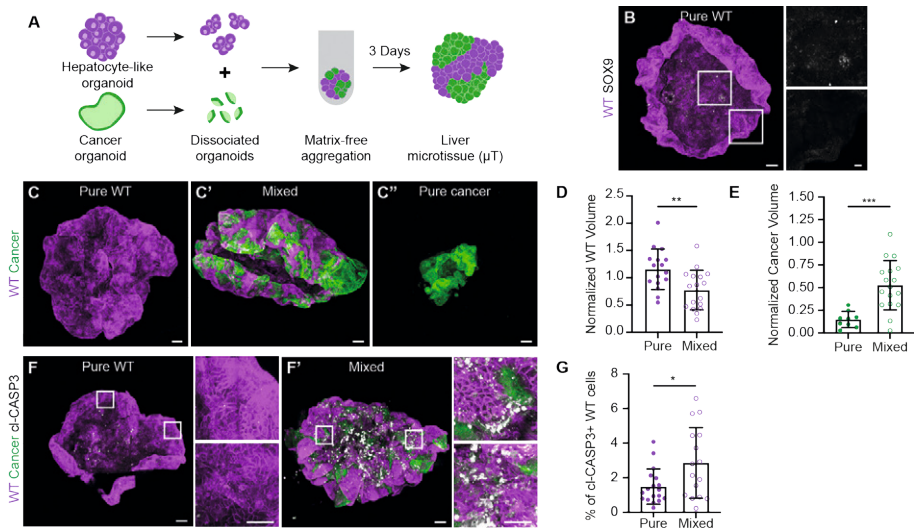 A
Hepatocyte-like
organoid
+
3 Days
Cancer
organoid
Dissociated
organoids
Matrix-free
aggregation
Liver
microtissue (μT)
B
Pure WT
WT SOX9
C
Pure WT
C'
Mixed
C"
Pure cancer
WT Cancer
D
**
Normalized WT Volume
2.5
2.0
1.5
1.0
0.5
0.0
Pure
Mixed
E
***
Normalized Cancer Volume
1.50
1.25
1.00
0.75
0.50
0.25
0.00
Pure
Mixed
F
Pure WT
F'
Mixed
WT Cancer cl-CASP3
G
*
% of cl-CASP3+ WT cells
8
6
4
2
0
Pure
Mixed